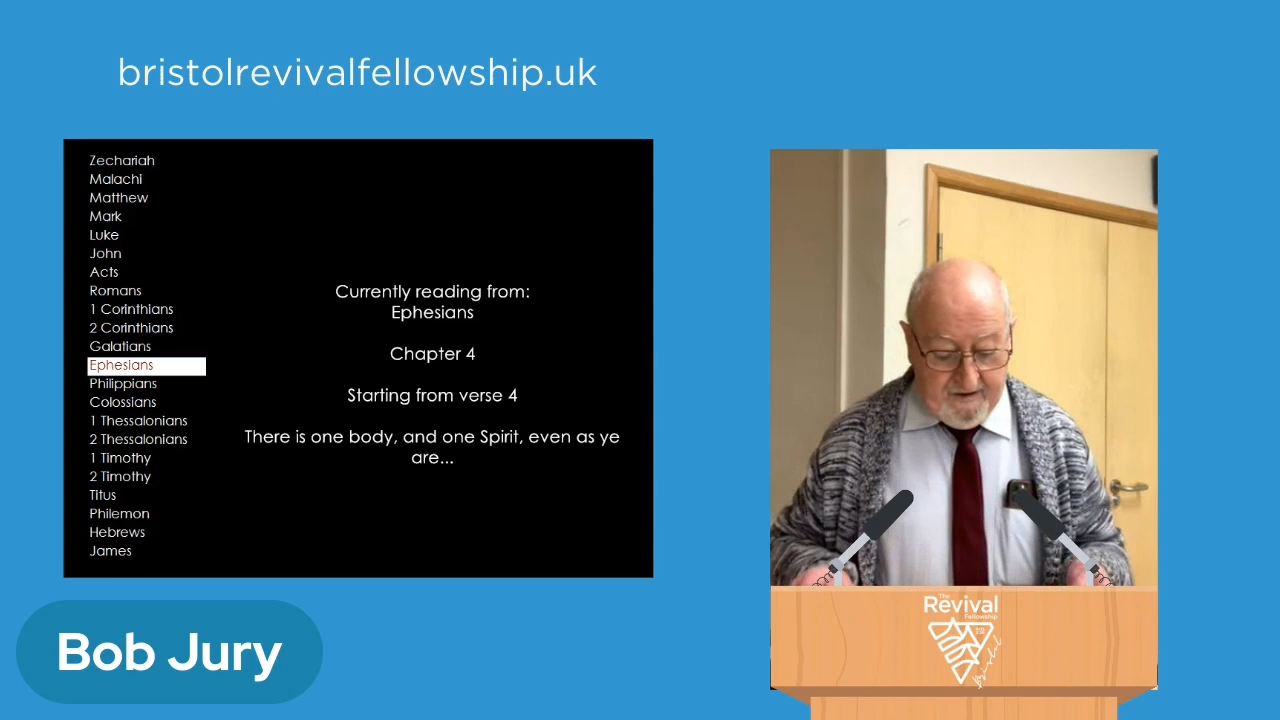 bristolrevivalfellowship.uk
Zechariah
Malachi
Matthew
Mark
Luke
John
Acts
Romans
1 Corinthians
2 Corinthians
Galatians
Ephesians
Philippians
Colossians
1 Thessalonians
2 Thessalonians
1 Timothy
2 Timothy
Titus
Philemon
Hebrews
James
Currently reading from:
Ephesians
Chapter 4
Starting from verse 4
There is one body, and one Spirit, even as ye
are...
Bob Jury
The
Revival
Fellowship
Bristol